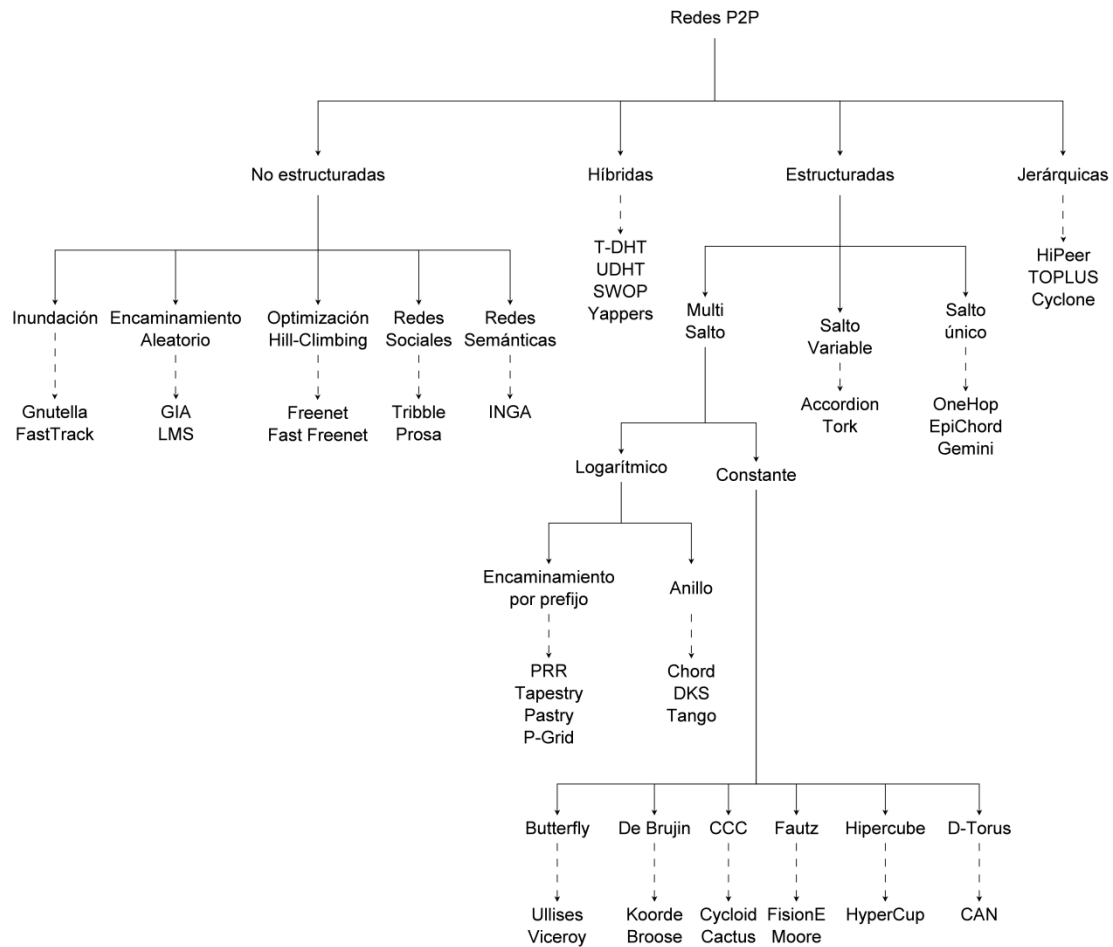 Redes P2P
No estructuradas
Híbridas
Estructuradas
Jerárquicas
T-DHT
UDHT
SWOP
Yappers
HiPeer
TOPLUS
Cyclone
Inundación
Encaminamiento
Aleatorio
Optimización
Hill-Climbing
Redes
Sociales
Redes
Semánticas
Multi
Salto
Salto
Variable
Salto
único
Gnutella
FastTrack
GIA
LMS
Freenet
Fast Freenet
Tribble
Prosa
INGA
Accordion
Tork
OneHop
EpiChord
Gemini
Logarítmico
Constante
Encaminamiento
por prefijo
Anillo
PRR
Tapestry
Pastry
P-Grid
Chord
DKS
Tango
Butterfly
De Brujin
CCC
Fautz
Hipercube
D-Torus
Ullises
Viceroy
Koorde
Broose
Cycloid
Cactus
FisionE
Moore
HyperCup
CAN